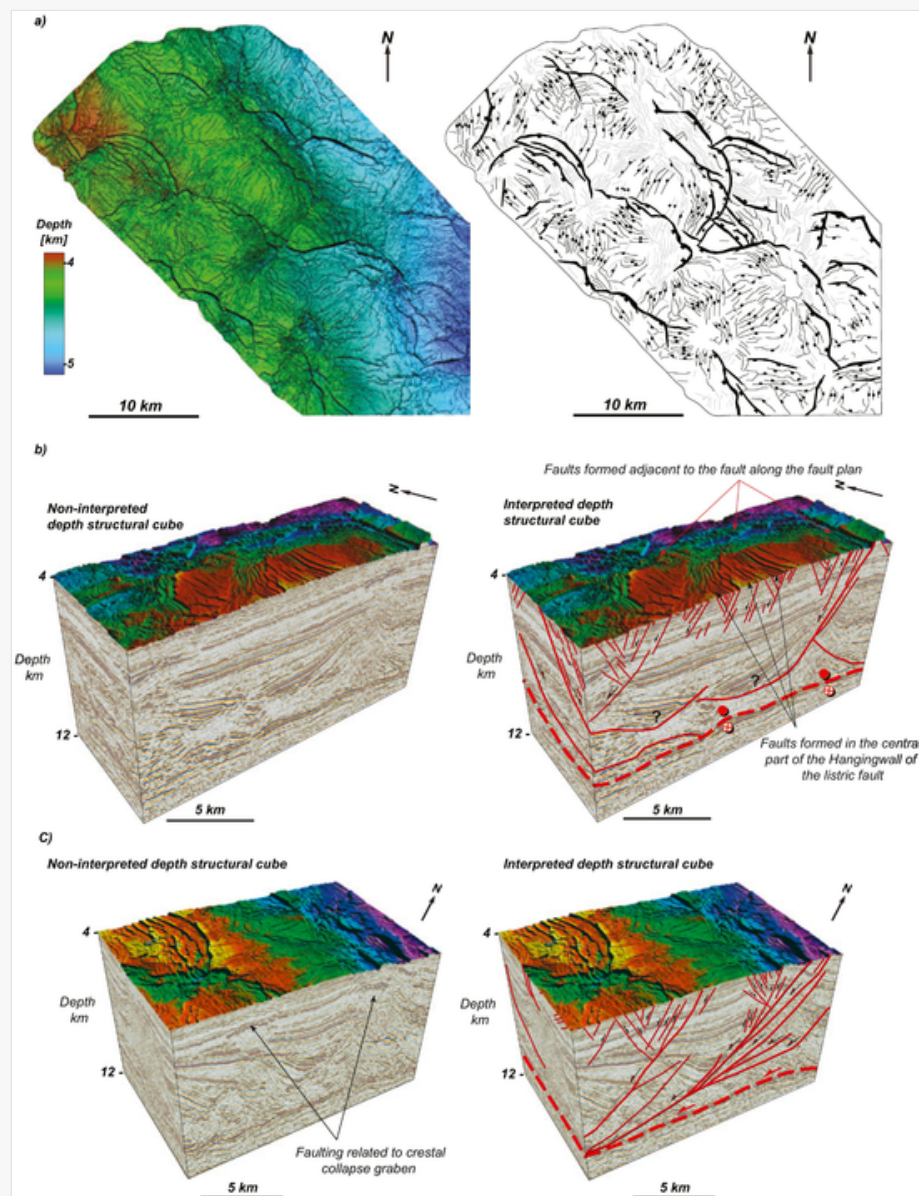 a)
N
N
Depth
[km]
-4
-5
10 km
10 km
b)
Faults formed adjacent to the fault along the fault plan
Non-interpreted
depth structural cube
N
Interpreted depth
structural cube
N
4
4
Depth
km
Depth
km
?
?
12
12
Faults formed in the central
part of the Hangingwall of
the listric fault
5 km
5 km
C)
Non-interpreted depth structural cube
Interpreted depth structural cube
N
N
4
4
Depth
km
Depth
km
12
12
Faulting related to crestal
collapse graben
5 km
5 km